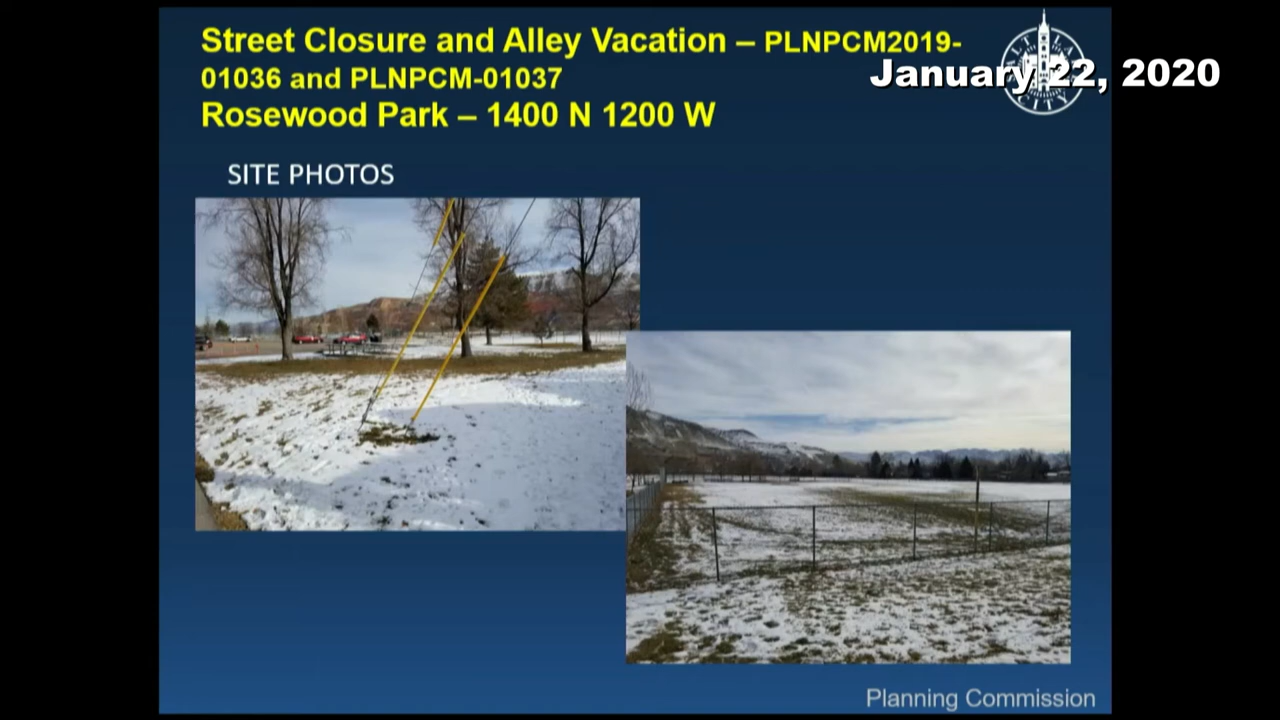 Street Closure and Alley Vacation – PLNPCM2019-
01036 and PLNPCM-01037
January 22, 2020
Rosewood Park – 1400 N 1200 W
SITE PHOTOS
Planning Commission